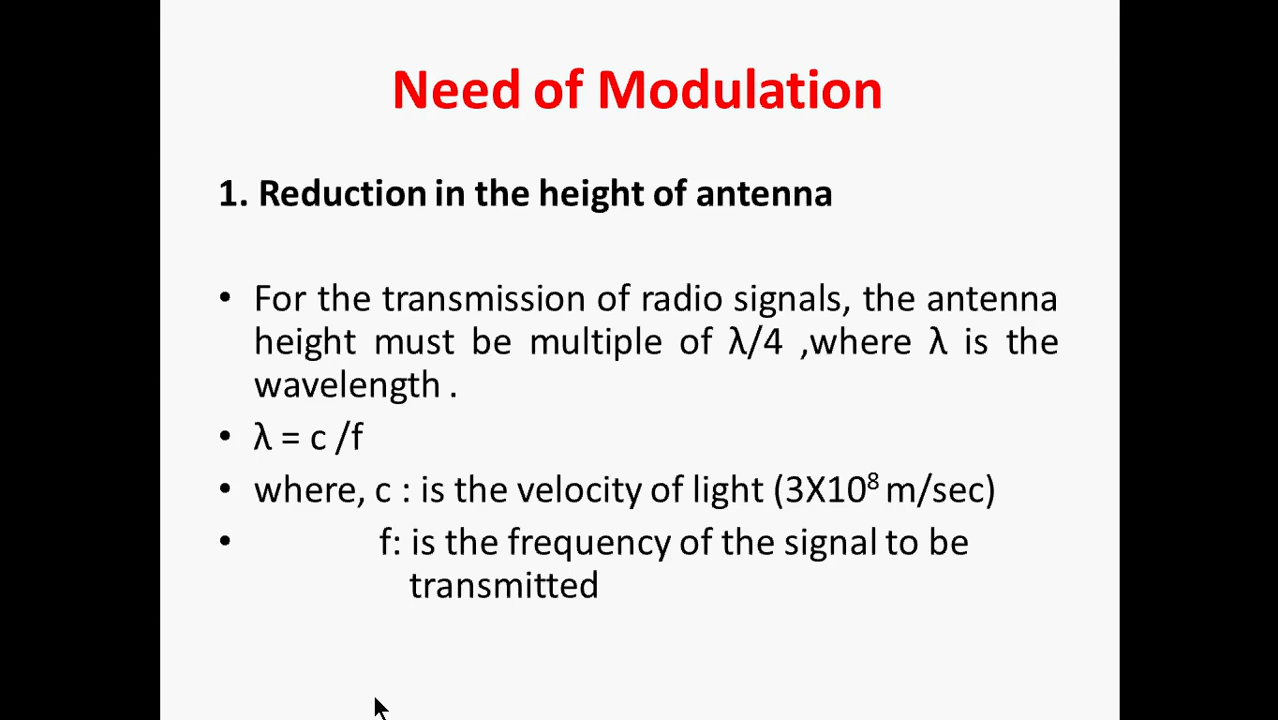 Need of Modulation
1. Reduction in the height of antenna
• For the transmission of radio signals, the antenna
height must be multiple of λ/4 ,where λ is the
wavelength .
• λ = c /f
• where, c : is the velocity of light (3X10⁸ m/sec)
• f: is the frequency of the signal to be
transmitted